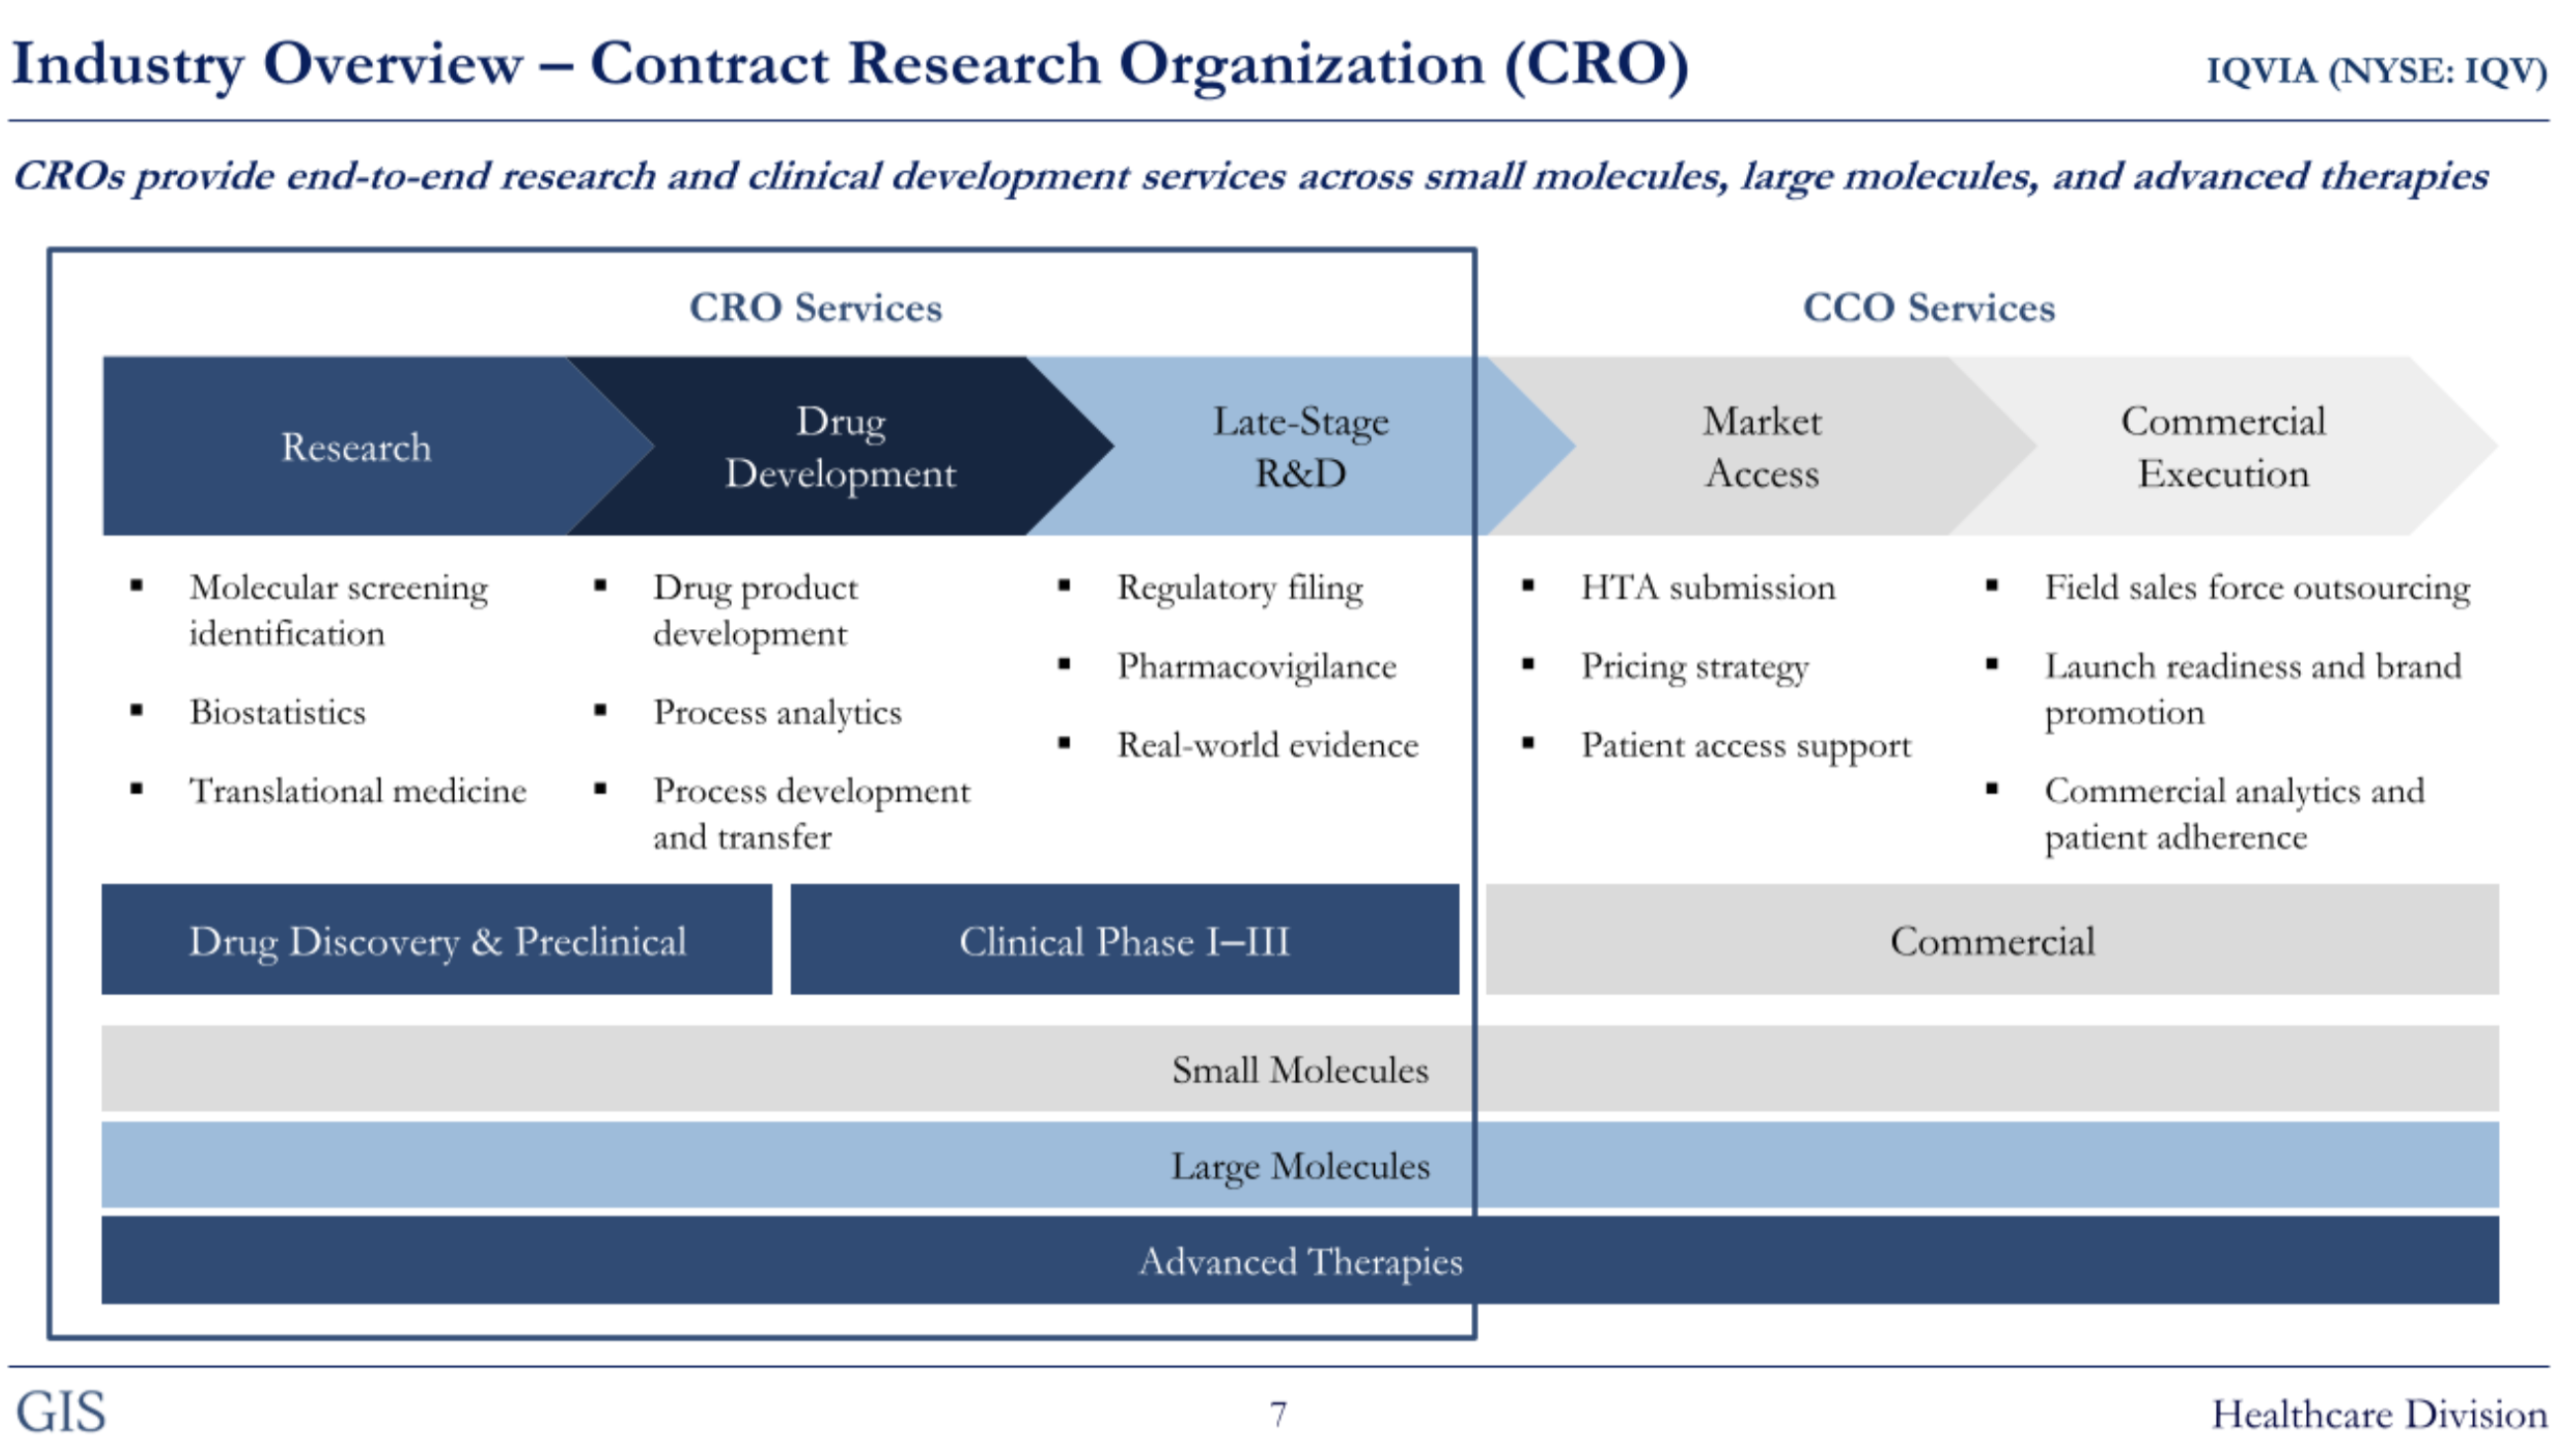 Industry Overview – Contract Research Organization (CRO)
IQVIA (NYSE: IQV)
CROs provide end-to-end research and clinical development services across small molecules, large molecules, and advanced therapies
CRO Services
CCO Services
Research
Drug
Development
Late-Stage
R&D
Market
Access
Commercial
Execution
▪ Molecular screening
identification
▪ Biostatistics
▪ Translational medicine
▪ Drug product
development
▪ Process analytics
▪ Process development
and transfer
▪ Regulatory filing
▪ Pharmacovigilance
▪ Real-world evidence
▪ HTA submission
▪ Pricing strategy
▪ Patient access support
▪ Field sales force outsourcing
▪ Launch readiness and brand
promotion
▪ Commercial analytics and
patient adherence
Drug Discovery & Preclinical
Clinical Phase I–III
Commercial
Small Molecules
Large Molecules
Advanced Therapies
GIS
7
Healthcare Division